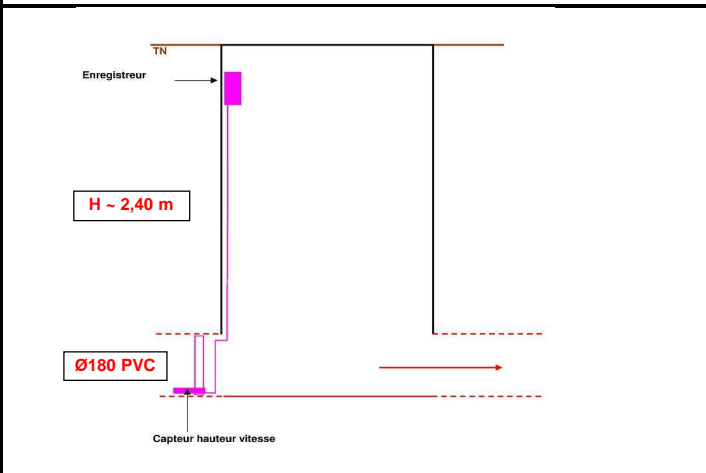 TN
Enregistreur
H ~ 2,40 m
Ø180 PVC
Capteur hauteur vitesse